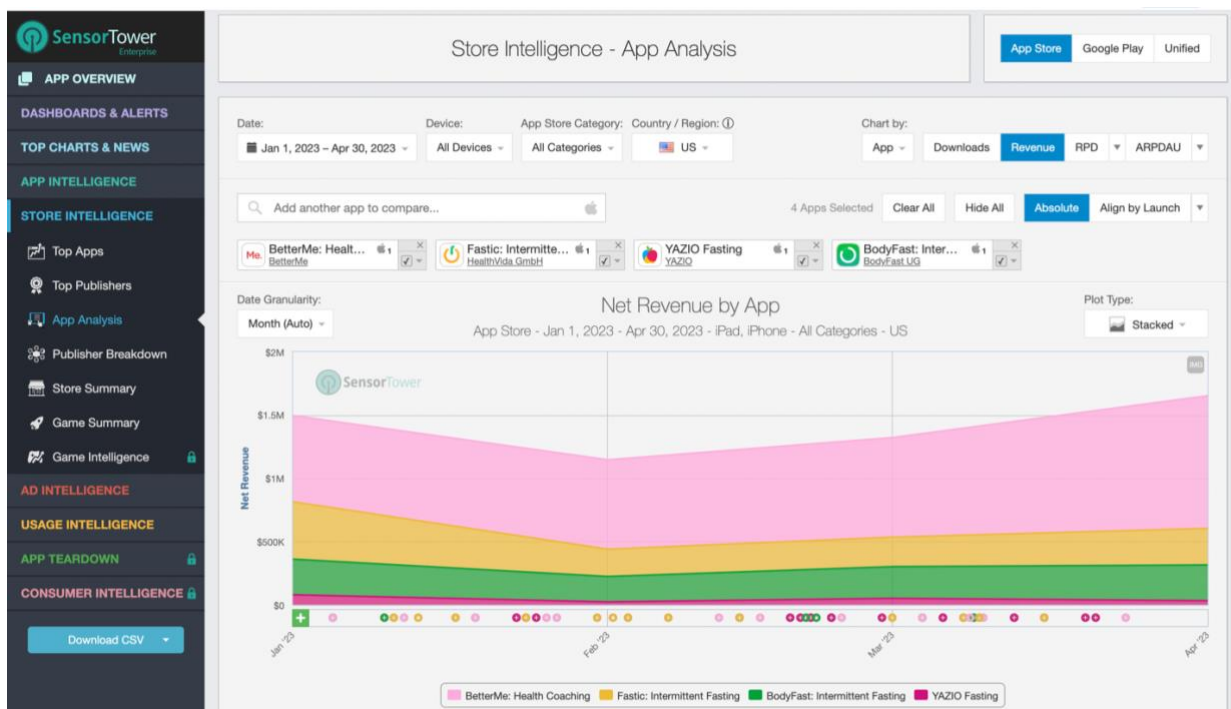 SensorTower
Enterprise
APP OVERVIEW
DASHBOARDS & ALERTS
TOP CHARTS & NEWS
APP INTELLIGENCE
STORE INTELLIGENCE
Top Apps
Top Publishers
App Analysis
Publisher Breakdown
Store Summary
Game Summary
Game Intelligence
AD INTELLIGENCE
USAGE INTELLIGENCE
APP TEARDOWN
CONSUMER INTELLIGENCE
Download CSV
Store Intelligence - App Analysis
App Store Google Play Unified
Date: Device: App Store Category: Country / Region: Chart by:
Jan 1, 2023 – Apr 30, 2023 All Devices All Categories US App Downloads Revenue RPD ARPDAU
Add another app to compare... 4 Apps Selected Clear All Hide All Absolute Align by Launch
Me. BetterMe: Healt... 1 Fastic: Intermitte... 1 YAZIO Fasting 1 BodyFast: Inter... 1
BetterMe HealthVida GmbH YAZIO BodyFast UG
Date Granularity: Net Revenue by App Plot Type:
Month (Auto) App Store - Jan 1, 2023 - Apr 30, 2023 - iPad, iPhone - All Categories - US Stacked
$2M
SensorTower
IMG
$1.5M
$1M
$500K
$0
Net Revenue
Jan '23 Feb '23 Mar '23 Apr '23
BetterMe: Health Coaching Fastic: Intermittent Fasting BodyFast: Intermittent Fasting YAZIO Fasting